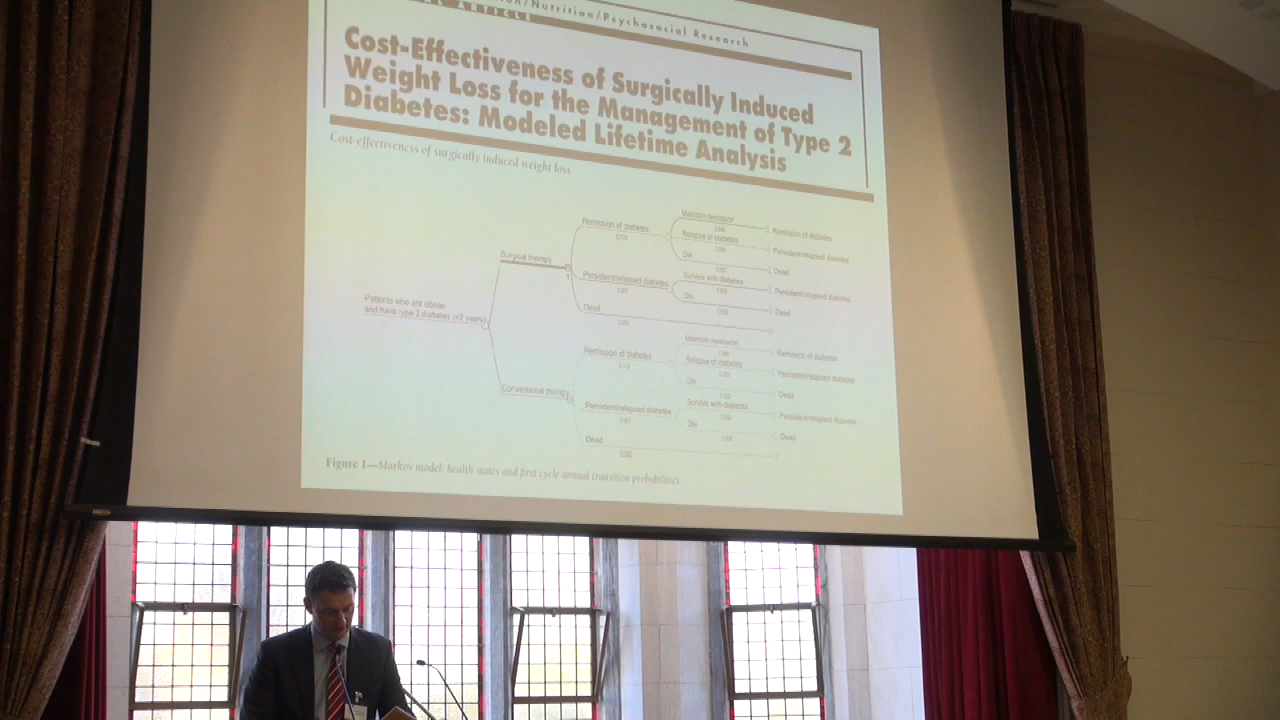 Nutrition/Psychosocial Research
ARTICLE
Cost-Effectiveness of Surgically Induced
Weight Loss for the Management of Type 2
Diabetes: Modeled Lifetime Analysis
Cost-effectiveness of surgically induced weight loss
Patients who are obese
and have type 2 diabetes (<2 years)
Surgical therapy
Remission of diabetes
Maintain remission
Remission of diabetes
Relapse of diabetes
Persistent/relapsed diabetes
Die
Dead
Persistent/relapsed diabetes
Survive with diabetes
Persistent/relapsed diabetes
Die
Dead
Dead
Conventional therapy
Remission of diabetes
Maintain remission
Remission of diabetes
Relapse of diabetes
Persistent/relapsed diabetes
Die
Dead
Persistent/relapsed diabetes
Survive with diabetes
Persistent/relapsed diabetes
Die
Dead
Dead
Figure 1—Markov model: health states and first cycle annual transition probabilities.